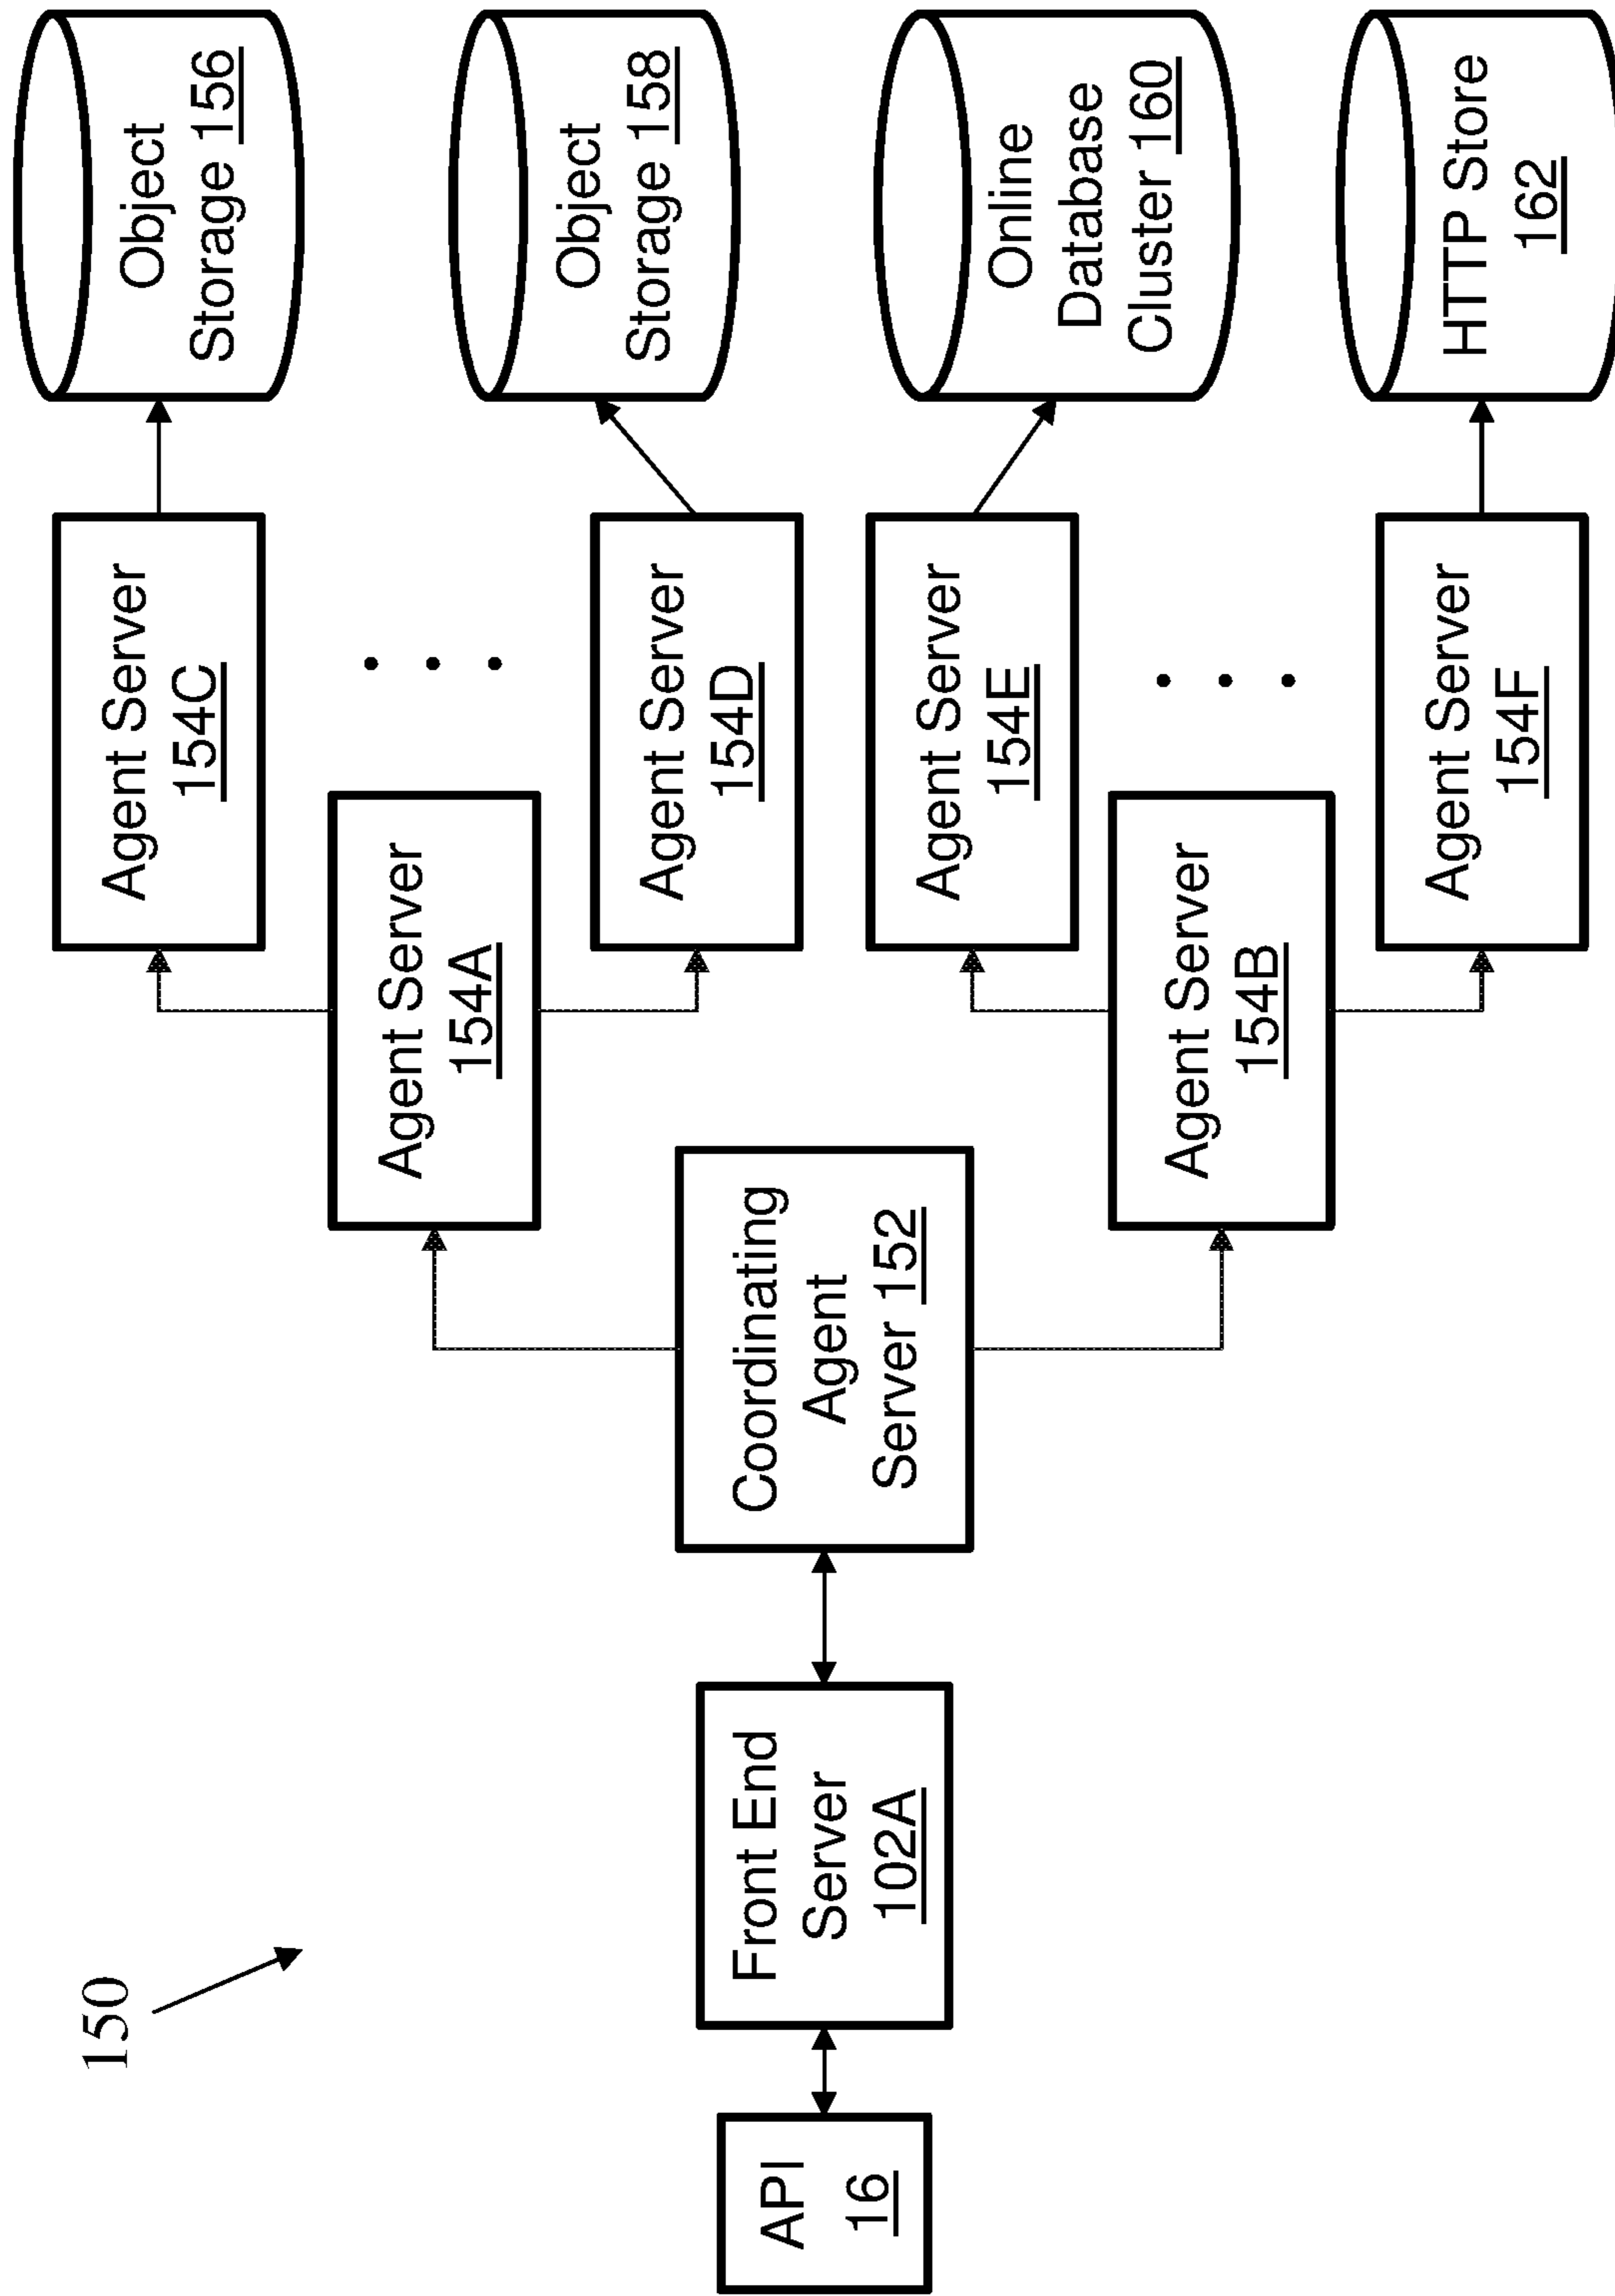 150
API
16
Front End
Server
102A
Coordinating
Agent
Server 152
Agent Server
154A
Agent Server
154B
Agent Server
154C
Agent Server
154D
Agent Server
154E
Agent Server
154F
Object
Storage 156
Object
Storage 158
Online
Database
Cluster 160
HTTP Store
162